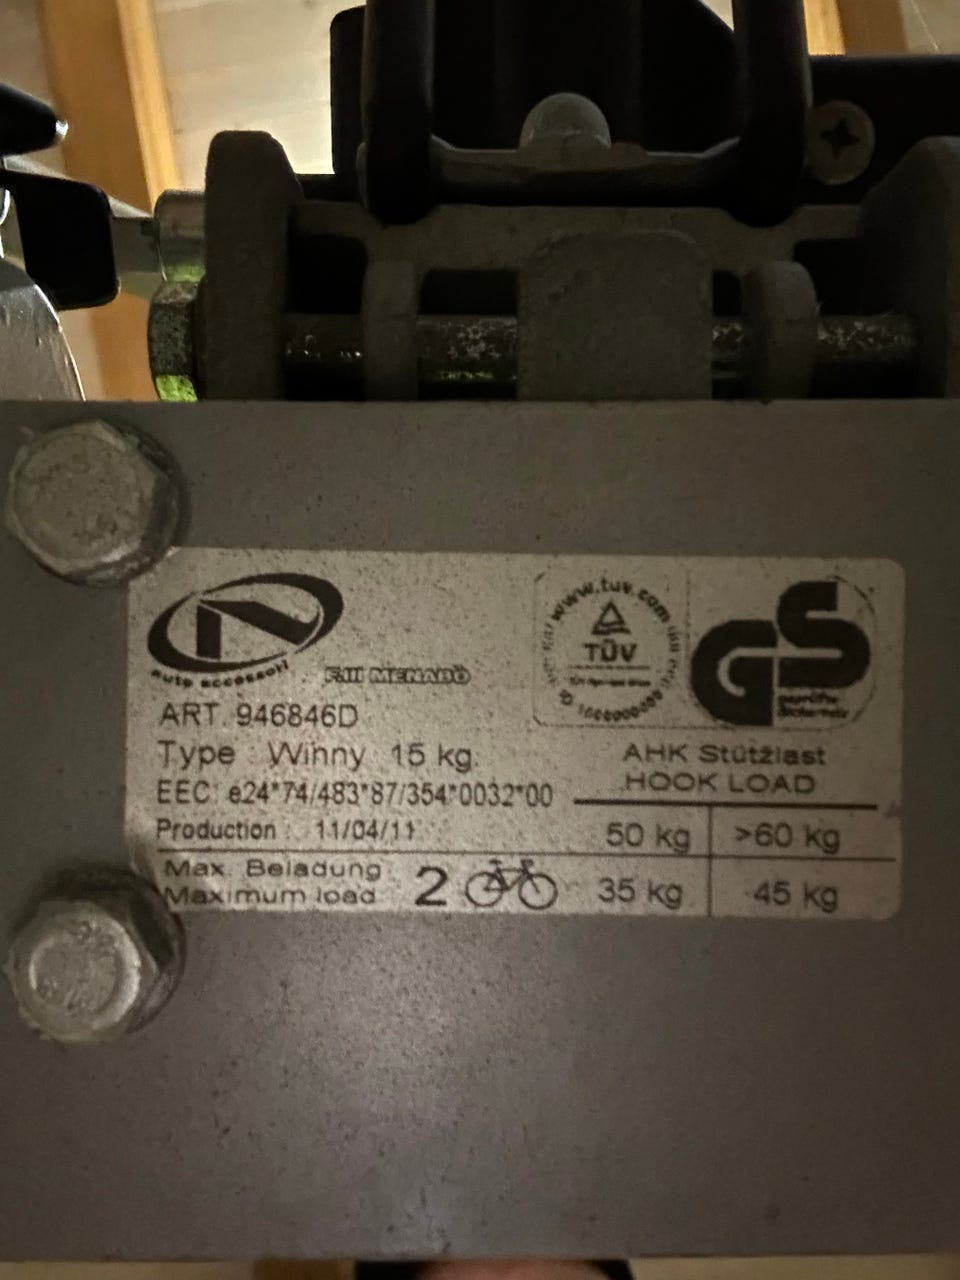 auto accessori
F.lli MENABÒ
www.tuv.com
TÜV
GS
geprüfte
Sicherheit
ART. 946846D
Type : Winny 15 kg.
EEC: e24*74/483*87/354*0032*00
Production : 11/04/11
AHK Stützlast
HOOK LOAD
50 kg >60 kg
Max. Beladung
Maximum load 2 35 kg 45 kg